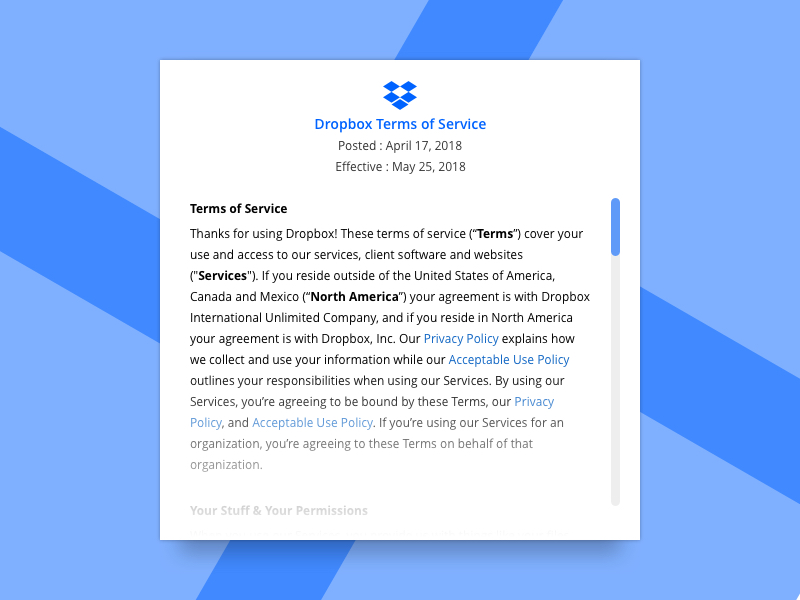 Dropbox Terms of Service
Posted : April 17, 2018
Effective : May 25, 2018
Terms of Service
Thanks for using Dropbox! These terms of service (“Terms”) cover your
use and access to our services, client software and websites
("Services"). If you reside outside of the United States of America,
Canada and Mexico (“North America”) your agreement is with Dropbox
International Unlimited Company, and if you reside in North America
your agreement is with Dropbox, Inc. Our Privacy Policy explains how
we collect and use your information while our Acceptable Use Policy
outlines your responsibilities when using our Services. By using our
Services, you’re agreeing to be bound by these Terms, our Privacy
Policy, and Acceptable Use Policy. If you’re using our Services for an
organization, you’re agreeing to these Terms on behalf of that
organization.
Your Stuff & Your Permissions